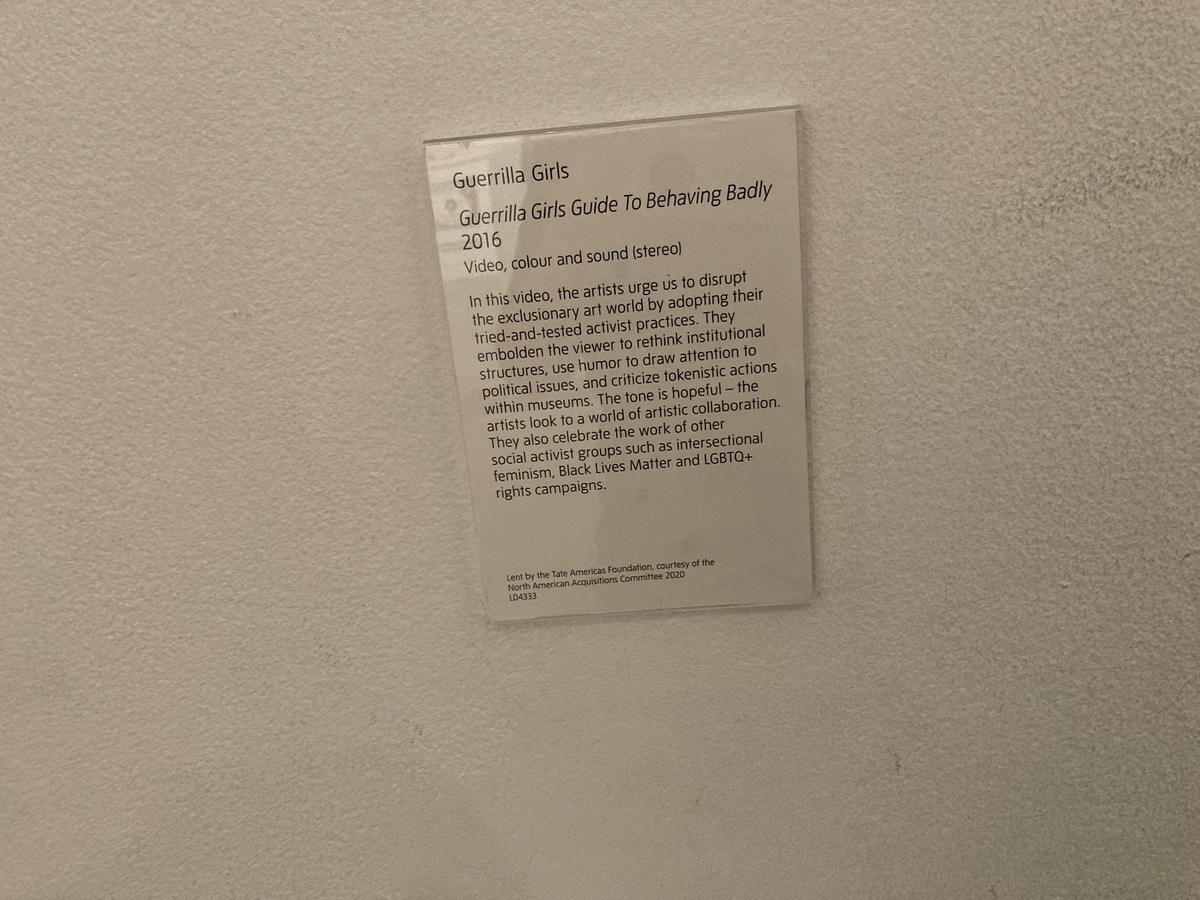 Guerrilla Girls
Guerrilla Girls Guide To Behaving Badly
2016
Video, colour and sound (stereo)
In this video, the artists urge us to disrupt
the exclusionary art world by adopting their
tried-and-tested activist practices. They
embolden the viewer to rethink institutional
structures, use humor to draw attention to
political issues, and criticize tokenistic actions
within museums. The tone is hopeful – the
artists look to a world of artistic collaboration.
They also celebrate the work of other
social activist groups such as intersectional
feminism, Black Lives Matter and LGBTQ+
rights campaigns.
Lent by the Tate Americas Foundation, courtesy of the
North American Acquisitions Committee 2020
L04333